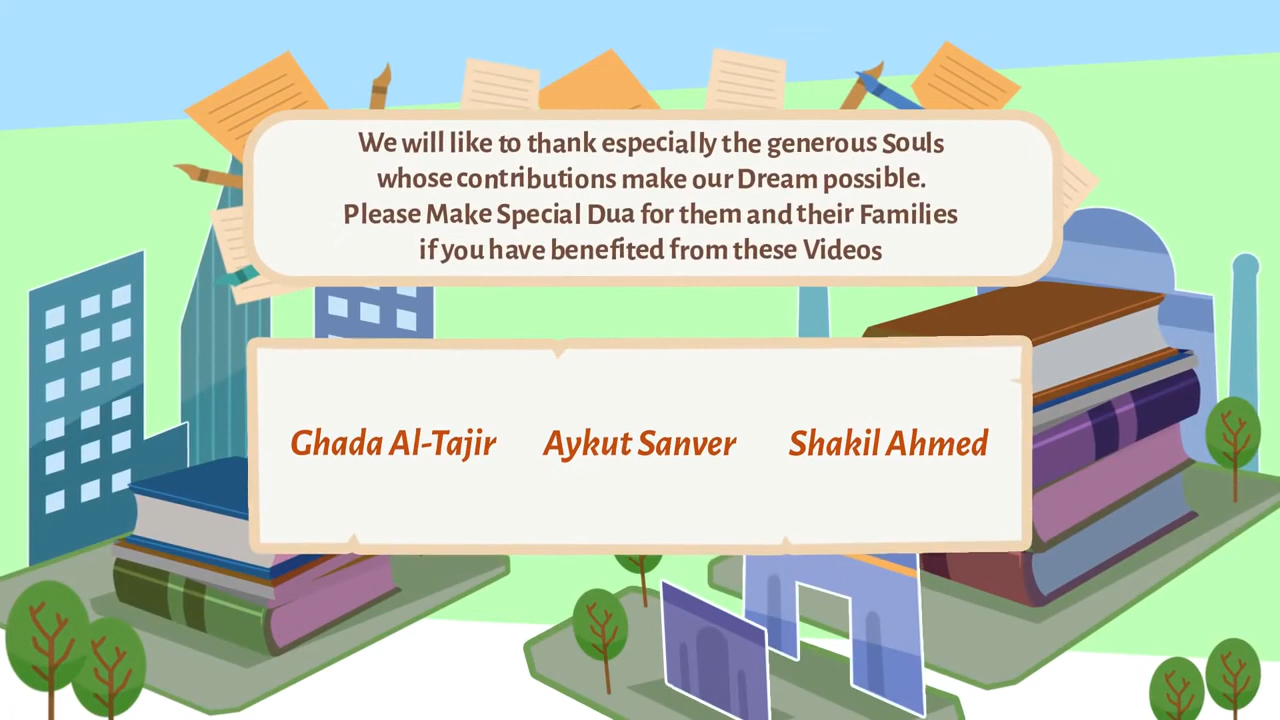 We will like to thank especially the generous Souls
whose contributions make our Dream possible.
Please Make Special Dua for them and their Families
if you have benefited from these Videos
Ghada Al-Tajir Aykut Sanver Shakil Ahmed